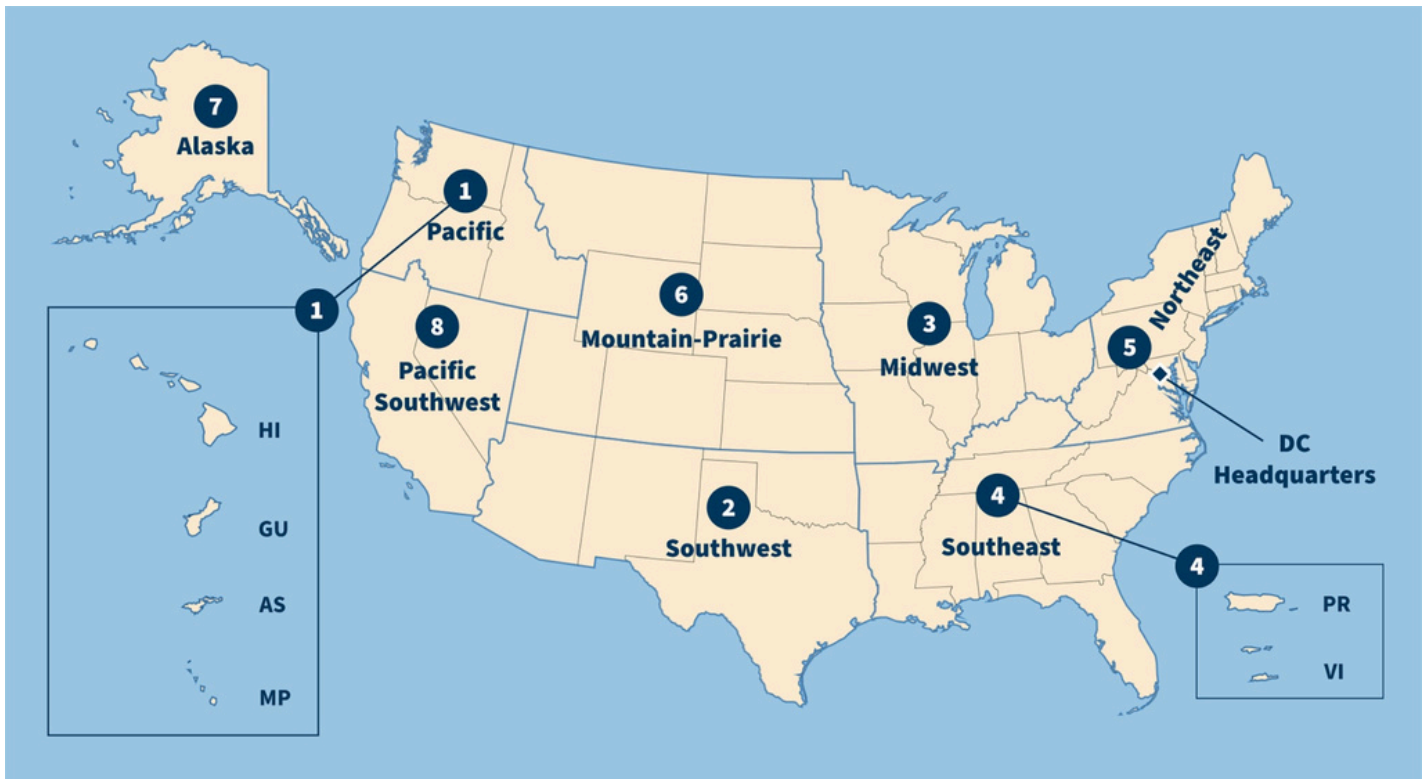 7
Alaska
1
Pacific
1
8
Pacific
Southwest
6
Mountain-Prairie
3
Midwest
Northeast
5
DC
Headquarters
2
Southwest
4
Southeast
4
HI
GU
AS
MP
PR
VI